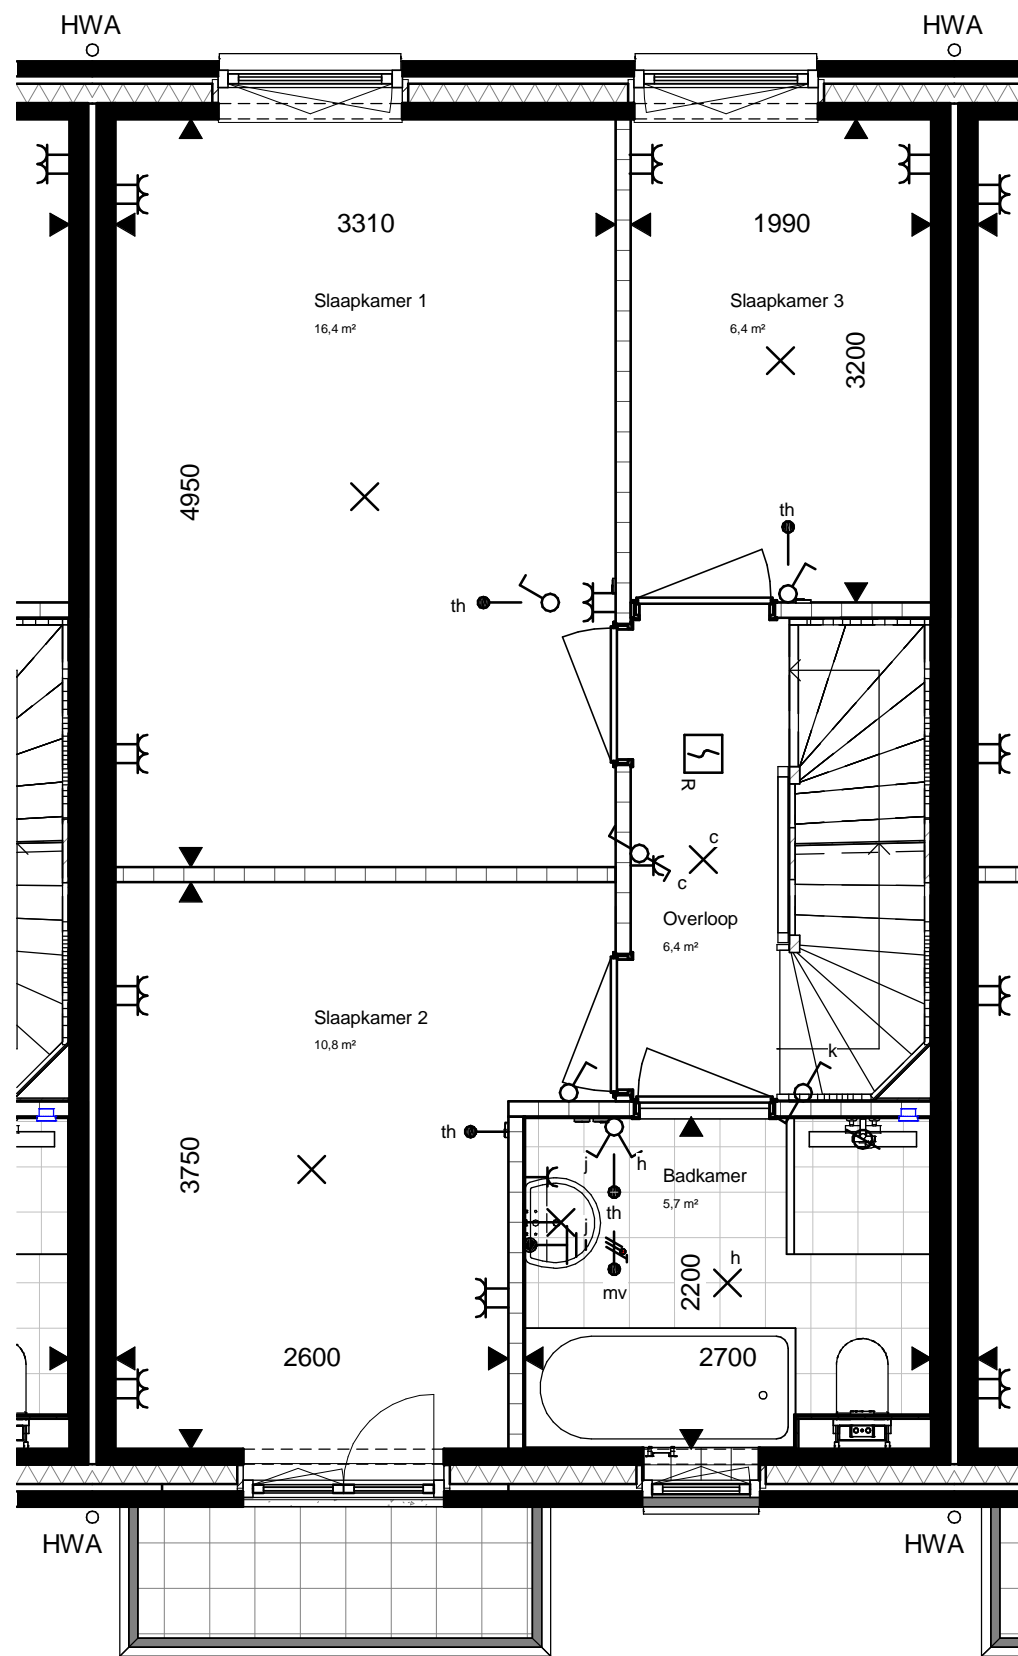 HWA
HWA
3310
1990
Slaapkamer 1
16,4 m²
Slaapkamer 3
6,4 m²
3200
4950
th
th
R
c
c
Overloop
6,4 m²
Slaapkamer 2
10,8 m²
k
th
3750
j
h
Badkamer
5,7 m²
th
j
h
mv
2200
2600
2700
HWA
HWA